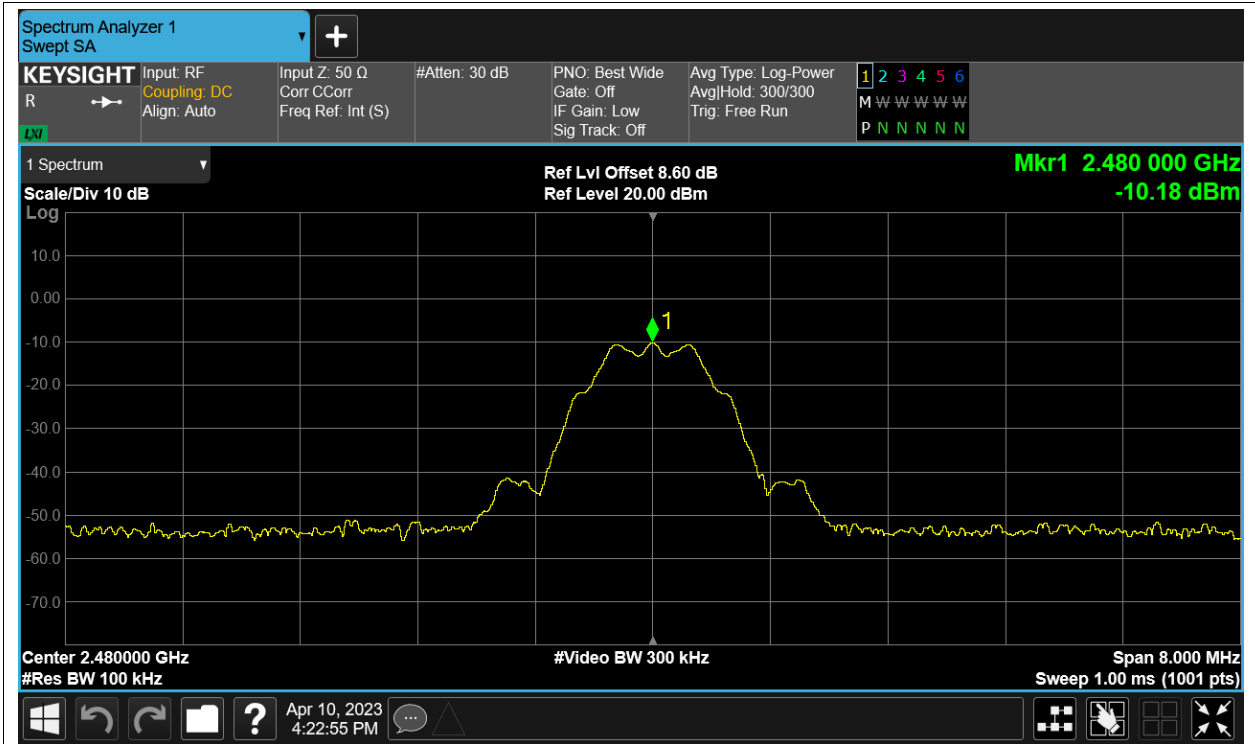 Spectrum Analyzer 1
Swept SA
KEYSIGHT
R
LXI
Input: RF
Coupling: DC
Align: Auto
Input Z: 50 Ω
Corr CCorr
Freq Ref: Int (S)
#Atten: 30 dB
PNO: Best Wide
Gate: Off
IF Gain: Low
Sig Track: Off
Avg Type: Log-Power
Avg|Hold: 300/300
Trig: Free Run
1 2 3 4 5 6
M W W W W W
P N N N N N
1 Spectrum
Scale/Div 10 dB
Log
Ref Lvl Offset 8.60 dB
Ref Level 20.00 dBm
Mkr1 2.480 000 GHz
-10.18 dBm
10.0
0.00
-10.0
-20.0
-30.0
-40.0
-50.0
-60.0
-70.0
1
Center 2.480000 GHz
#Res BW 100 kHz
#Video BW 300 kHz
Span 8.000 MHz
Sweep 1.00 ms (1001 pts)
?
Apr 10, 2023
4:22:55 PM